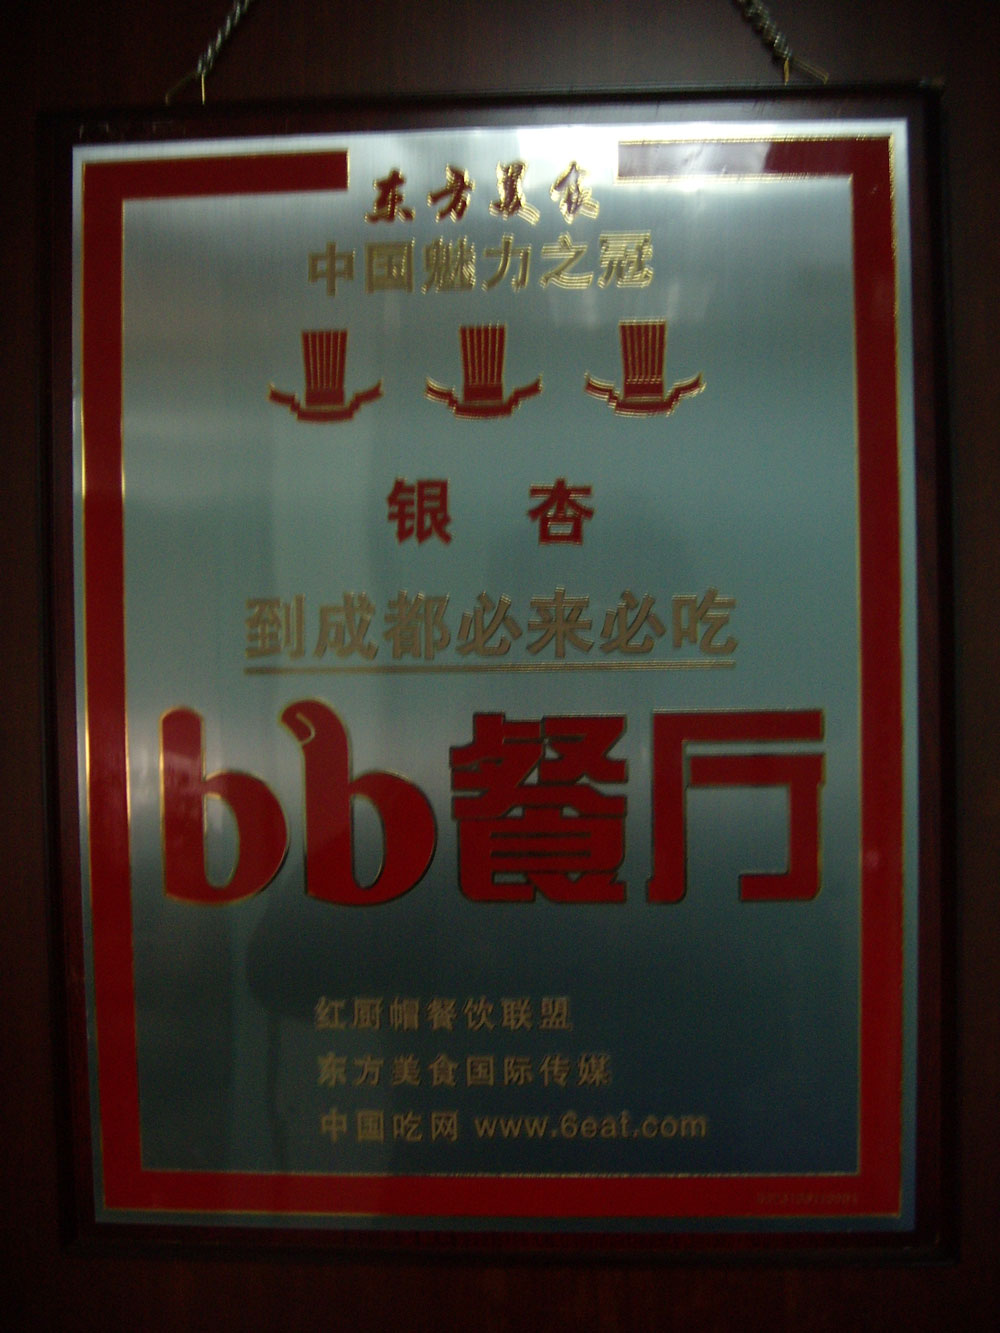 东方美食
中国魅力之冠
银杏
到成都必来必吃
bb餐厅
红厨帽餐饮联盟
东方美食国际传媒
中国吃网 www.6eat.com